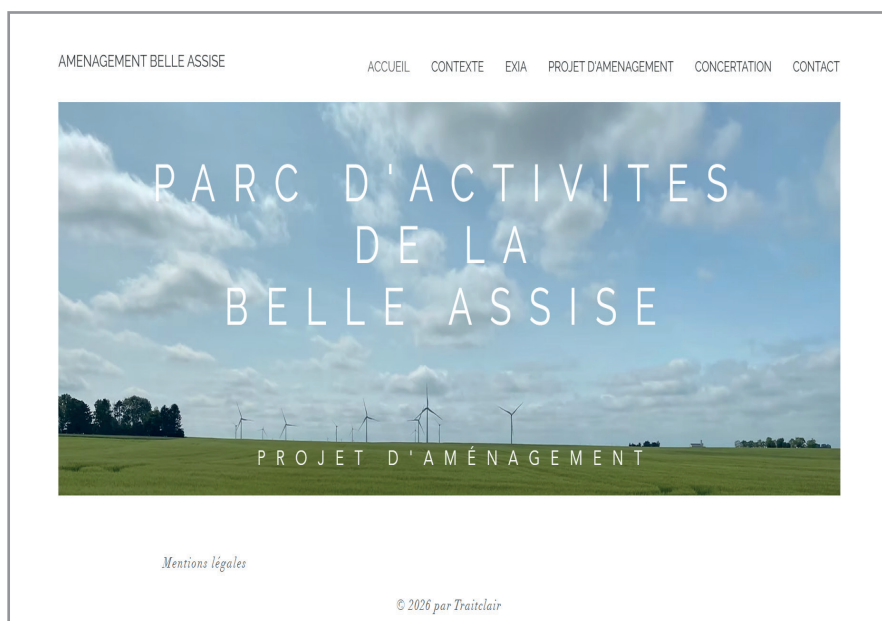 AMENAGEMENT BELLE ASSISE
ACCUEIL CONTEXTE EXIA PROJET D'AMENAGEMENT CONCERTATION CONTACT
PARC D'ACTIVITES
DE LA
BELLE ASSISE
PROJET D'AMÉNAGEMENT
Mentions légales
© 2026 par Traitclair